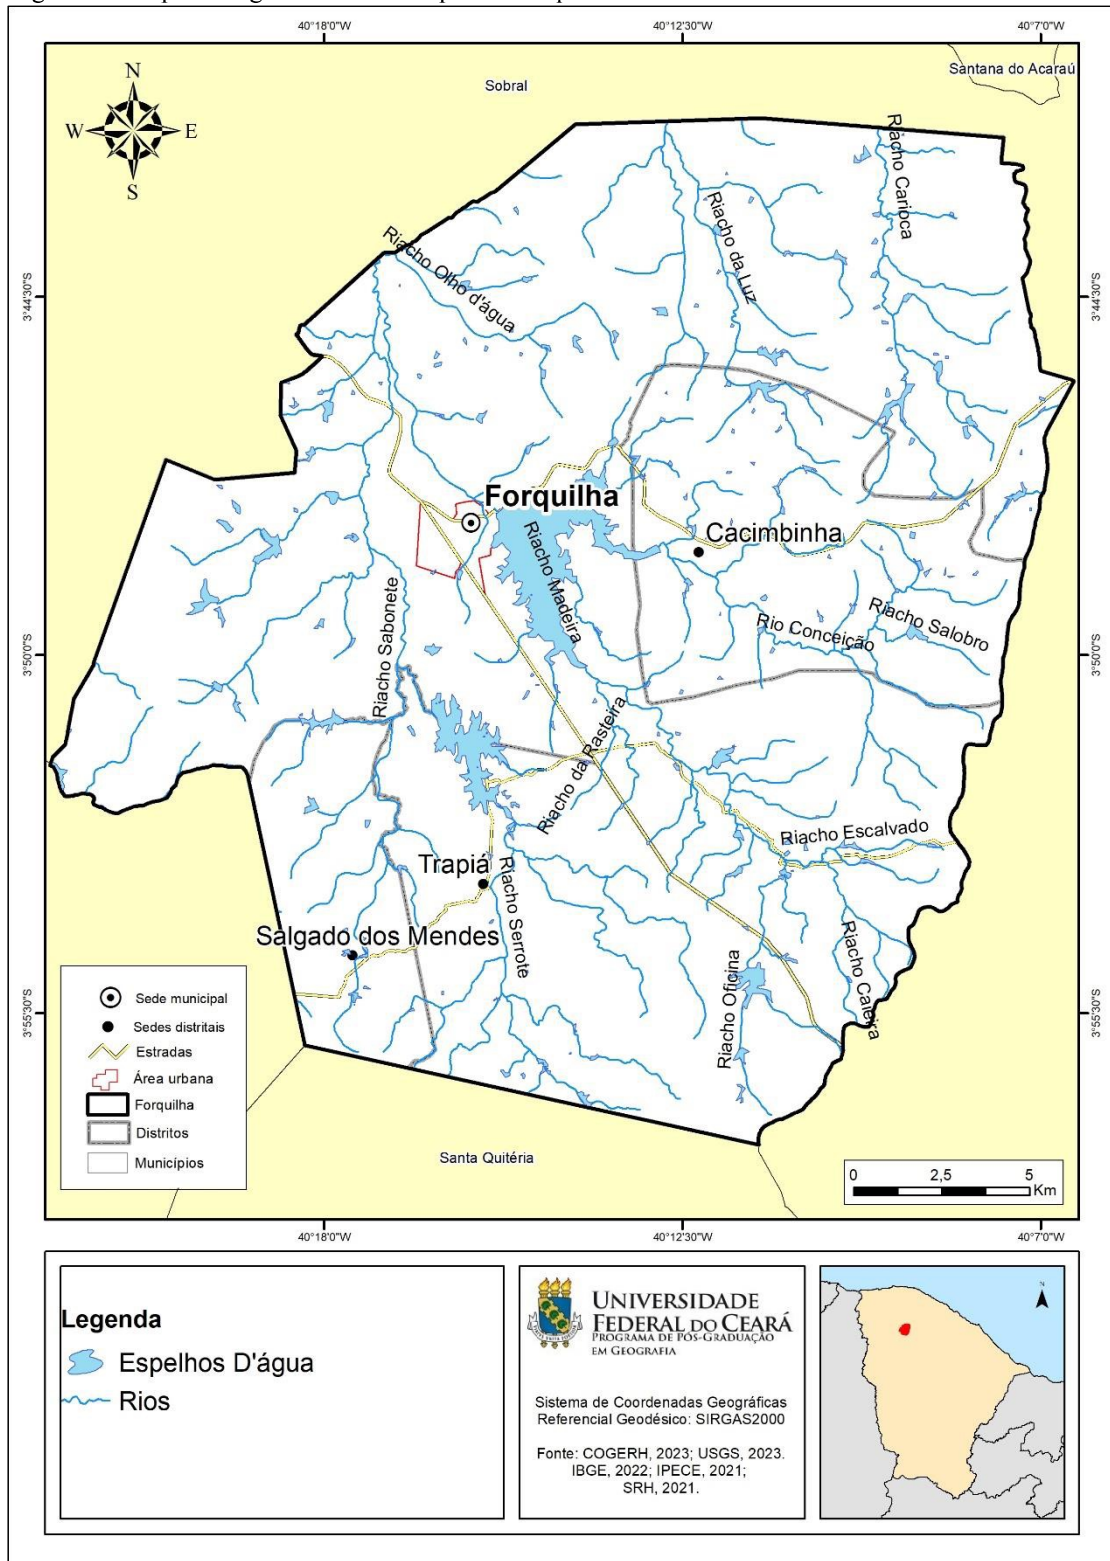 40°18'0"W
40°12'30"W
40°7'0"W
Santana do Acaraú
Sobral
N
W
E
S
Riacho Carioca
Riacho da Luz
Riacho Olho d'água
3°44'30"S
3°44'30"S
Forquilha
Cacimbinha
Riacho Madeira
Riacho Salobro
Rio Conceição
Riacho Sabonete
3°50'0"S
3°50'0"S
Riacho da Rasteira
Riacho Escalvado
Trapiá
Riacho Serrote
Salgado dos Mendes
Riacho Oficina
Riacho Caleira
3°55'30"S
3°55'30"S
Sede municipal
Sedes distritais
Estradas
Área urbana
Forquilha
Distritos
Municípios
Santa Quitéria
0 2,5 5
Km
40°18'0"W
40°12'30"W
40°7'0"W
Legenda
Espelhos D'água
Rios
UNIVERSIDADE
FEDERAL DO CEARÁ
PROGRAMA DE PÓS-GRADUAÇÃO
EM GEOGRAFIA
Sistema de Coordenadas Geográficas
Referencial Geodésico: SIRGAS2000
Fonte: COGERH, 2023; USGS, 2023.
IBGE, 2022; IPECE, 2021;
SRH, 2021.
N